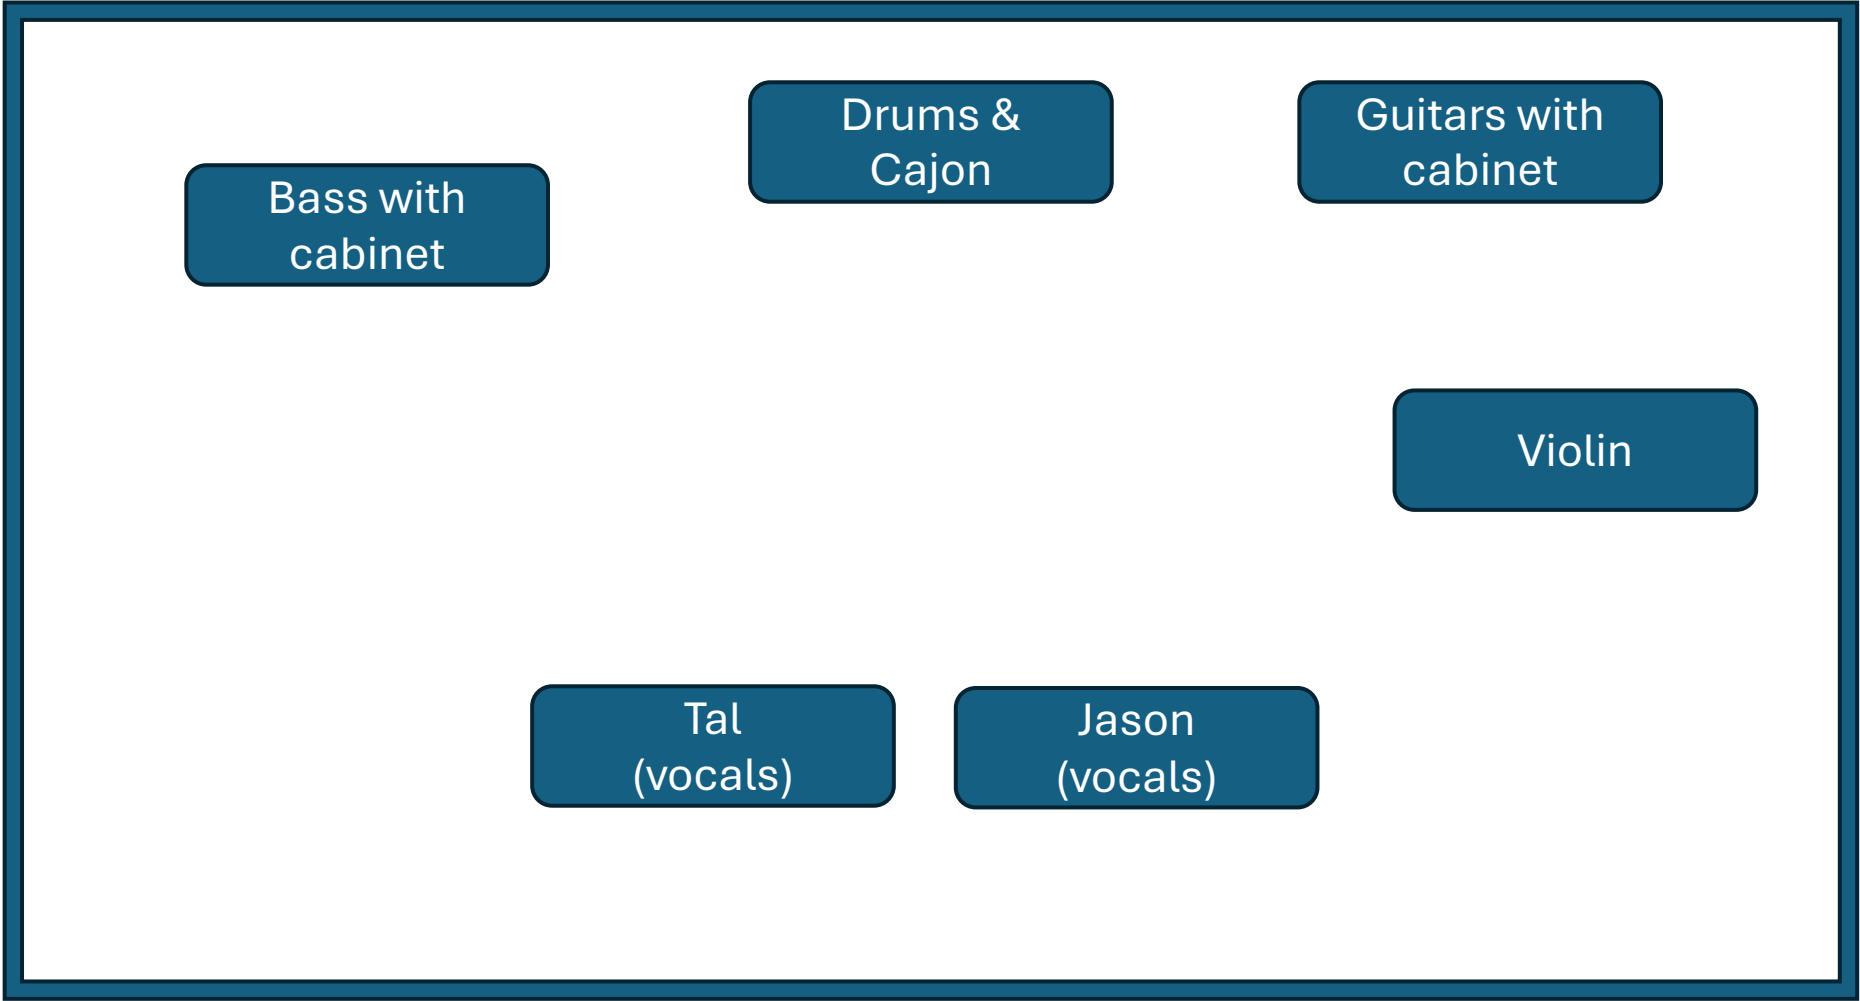 Drums &
Cajon
Guitars with
cabinet
Bass with
cabinet
Violin
Tal
(vocals)
Jason
(vocals)